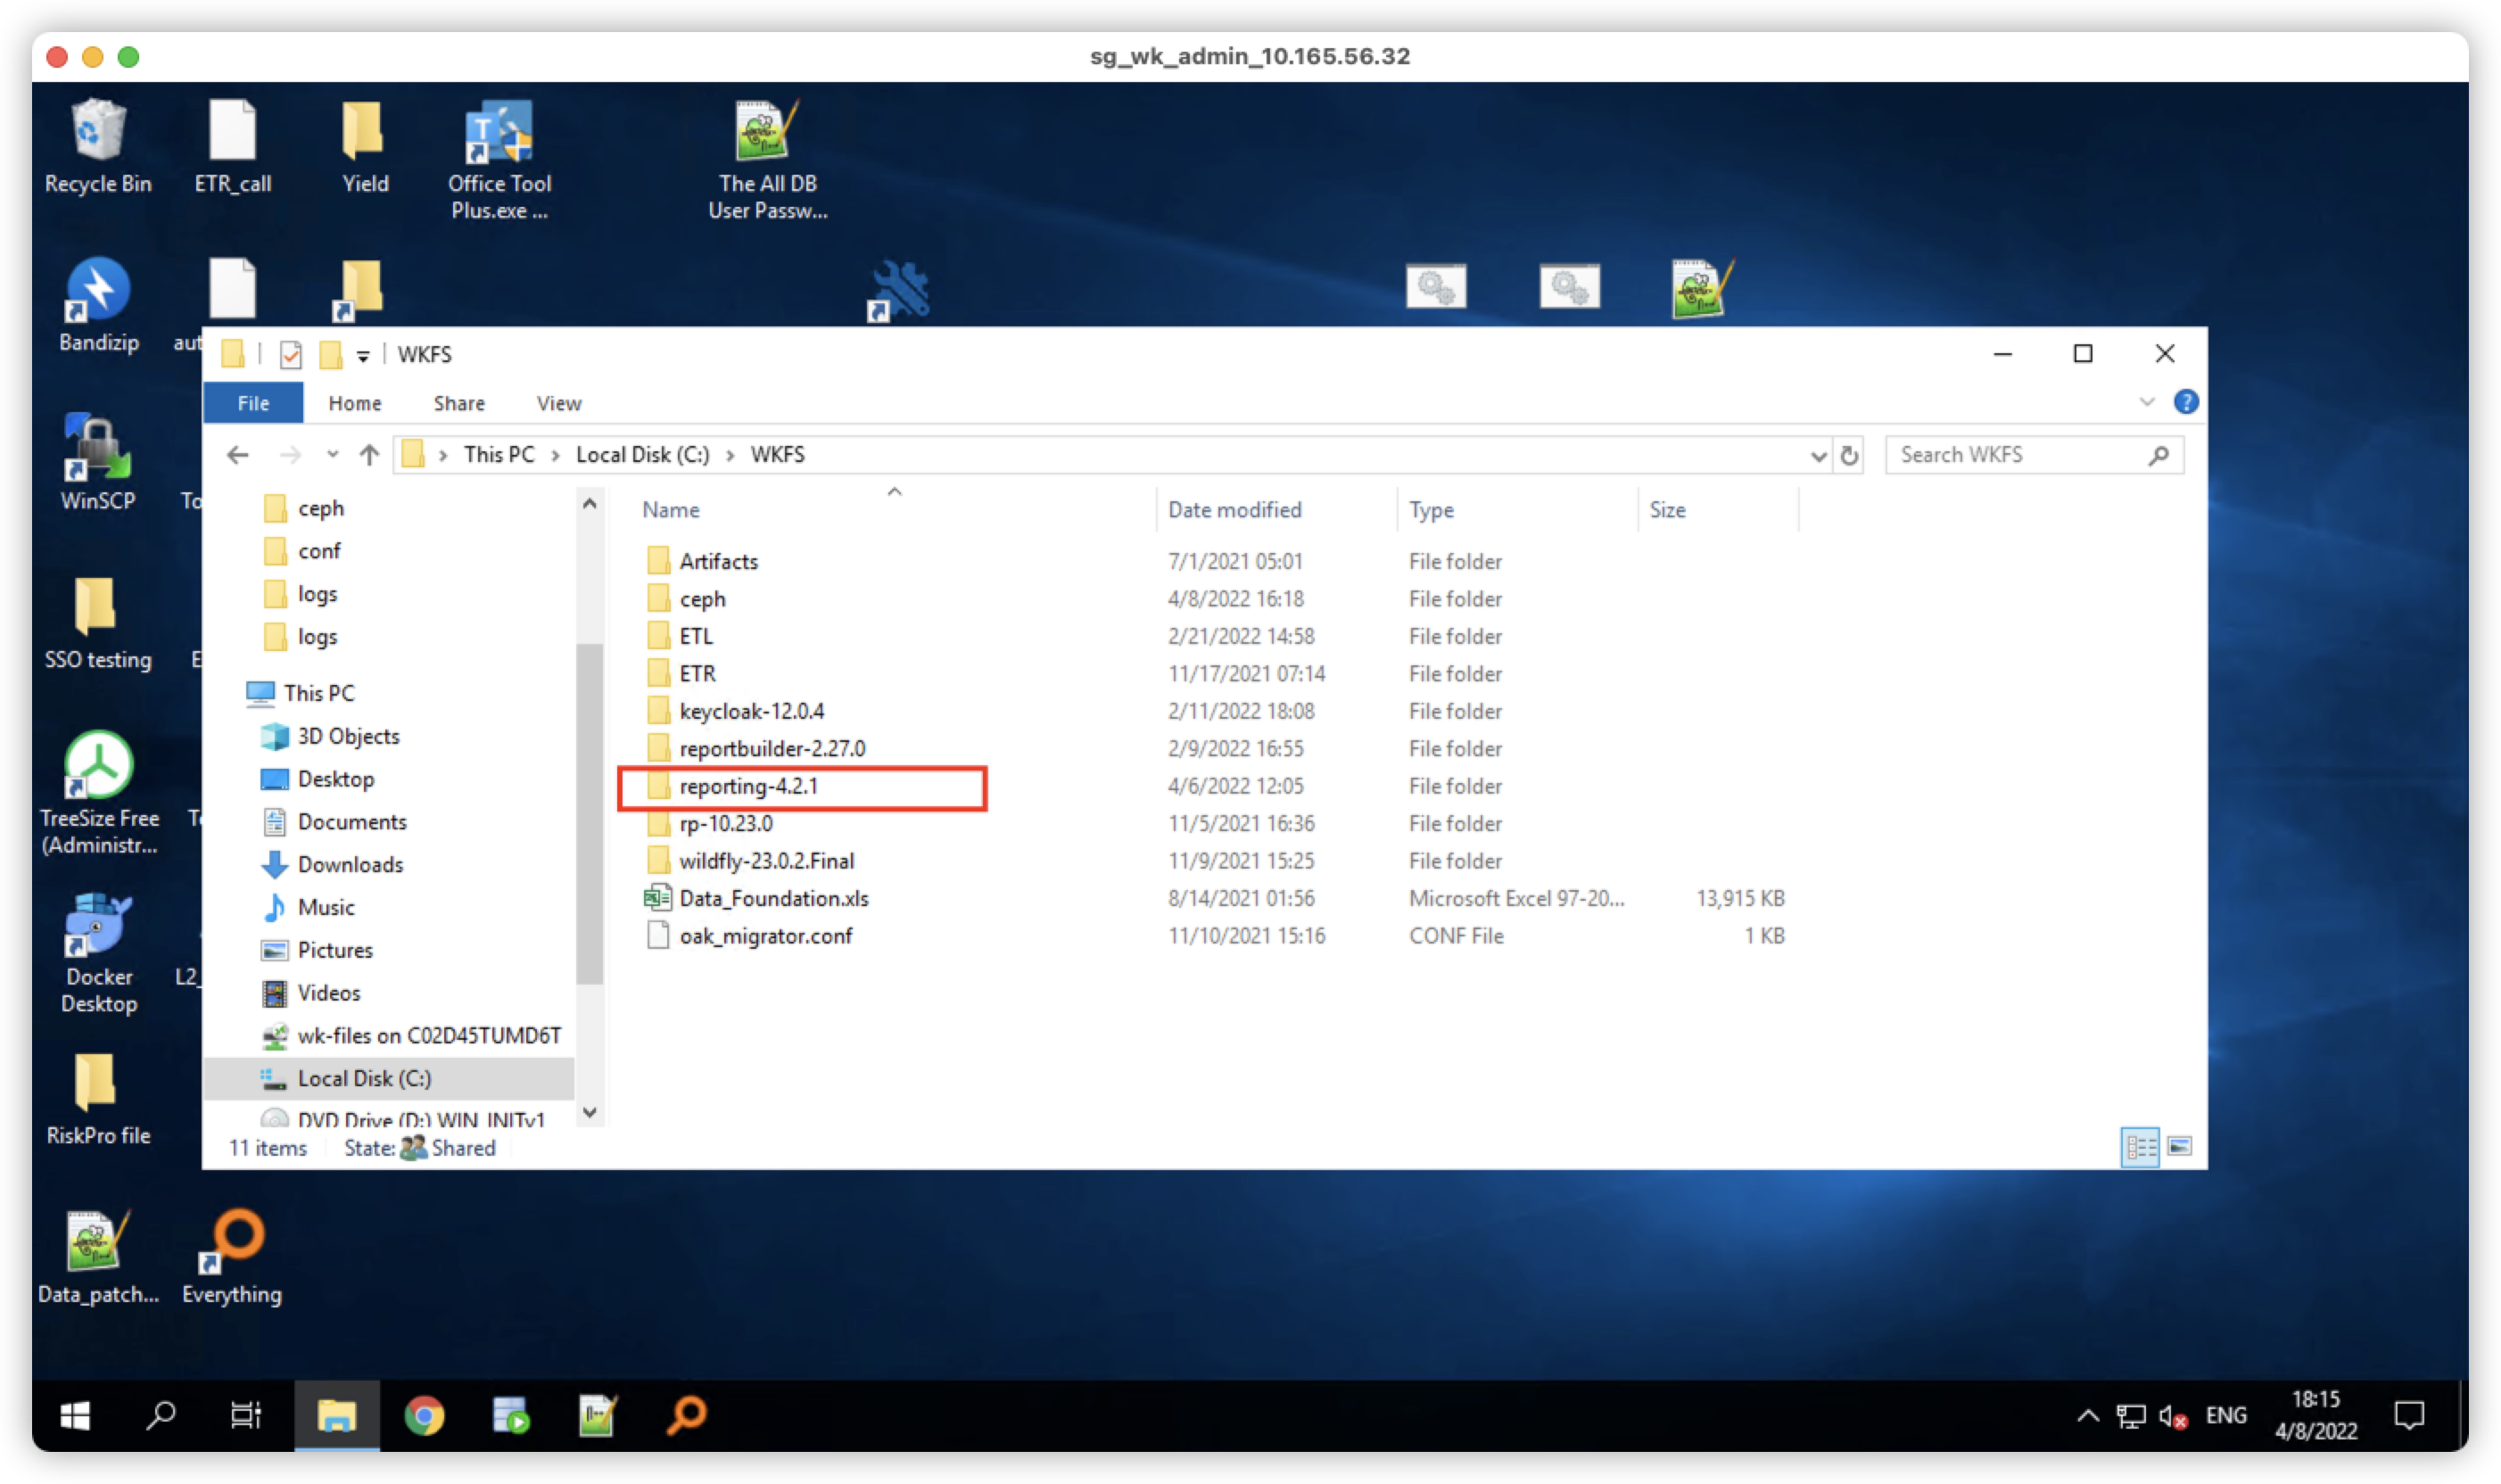 sg_wk_admin_10.165.56.32
Recycle Bin
ETR_call
Yield
Office Tool
Plus.exe ...
The All DB
User Passw...
Bandizip
aut
WinSCP
To
SSO testing
E
TreeSize Free
(Administr...
Docker
Desktop
L2_
RiskPro file
Data_patch...
Everything
WKFS
File
Home
Share
View
This PC
Local Disk (C:)
WKFS
Search WKFS
ceph
conf
logs
logs
This PC
3D Objects
Desktop
Documents
Downloads
Music
Pictures
Videos
wk-files on C02D45TUMD6T
Local Disk (C:)
DVD Drive (D:) WIN_INITv1
Name Date modified Type Size
Artifacts 7/1/2021 05:01 File folder
ceph 4/8/2022 16:18 File folder
ETL 2/21/2022 14:58 File folder
ETR 11/17/2021 07:14 File folder
keycloak-12.0.4 2/11/2022 18:08 File folder
reportbuilder-2.27.0 2/9/2022 16:55 File folder
reporting-4.2.1 4/6/2022 12:05 File folder
rp-10.23.0 11/5/2021 16:36 File folder
wildfly-23.0.2.Final 11/9/2021 15:25 File folder
Data_Foundation.xls 8/14/2021 01:56 Microsoft Excel 97-20... 13,915 KB
oak_migrator.conf 11/10/2021 15:16 CONF File 1 KB
11 items State: Shared
ENG
18:15
4/8/2022